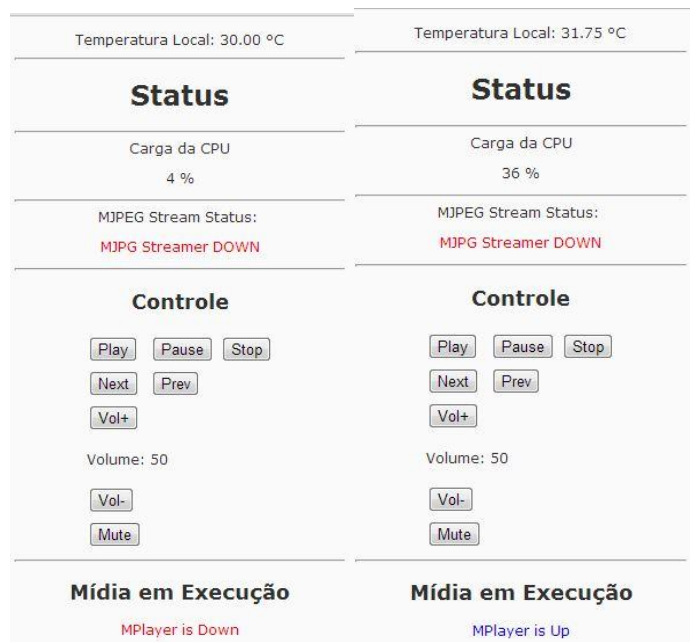 Temperatura Local: 30.00 °C
Status
Carga da CPU
4 %
MJPEG Stream Status:
MJPG Streamer DOWN
Controle
Play Pause Stop
Next Prev
Vol+
Volume: 50
Vol-
Mute
Mídia em Execução
MPlayer is Down
Temperatura Local: 31.75 °C
Status
Carga da CPU
36 %
MJPEG Stream Status:
MJPG Streamer DOWN
Controle
Play Pause Stop
Next Prev
Vol+
Volume: 50
Vol-
Mute
Mídia em Execução
MPlayer is Up